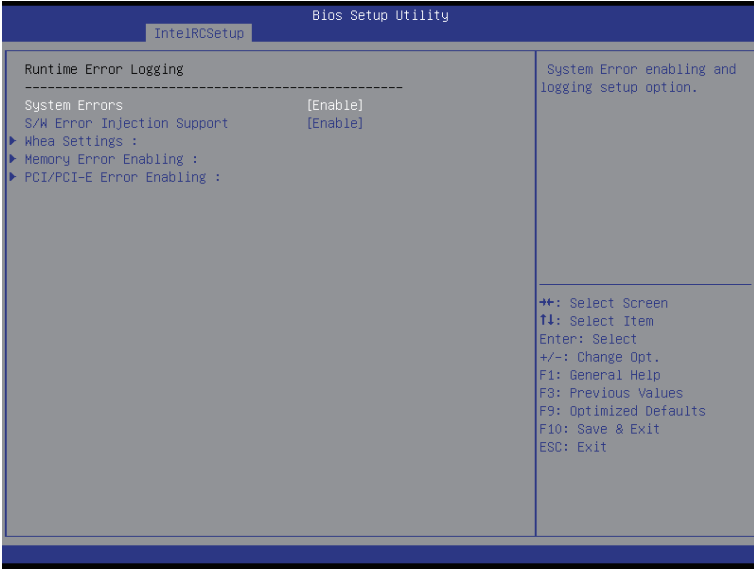 Bios Setup Utility
IntelRCSetup
Runtime Error Logging
--------------------------------------------------
System Errors [Enable]
S/W Error Injection Support [Enable]
Whea Settings :
Memory Error Enabling :
PCI/PCI-E Error Enabling :
System Error enabling and
logging setup option.
→←: Select Screen
↑↓: Select Item
Enter: Select
+/-: Change Opt.
F1: General Help
F3: Previous Values
F9: Optimized Defaults
F10: Save & Exit
ESC: Exit